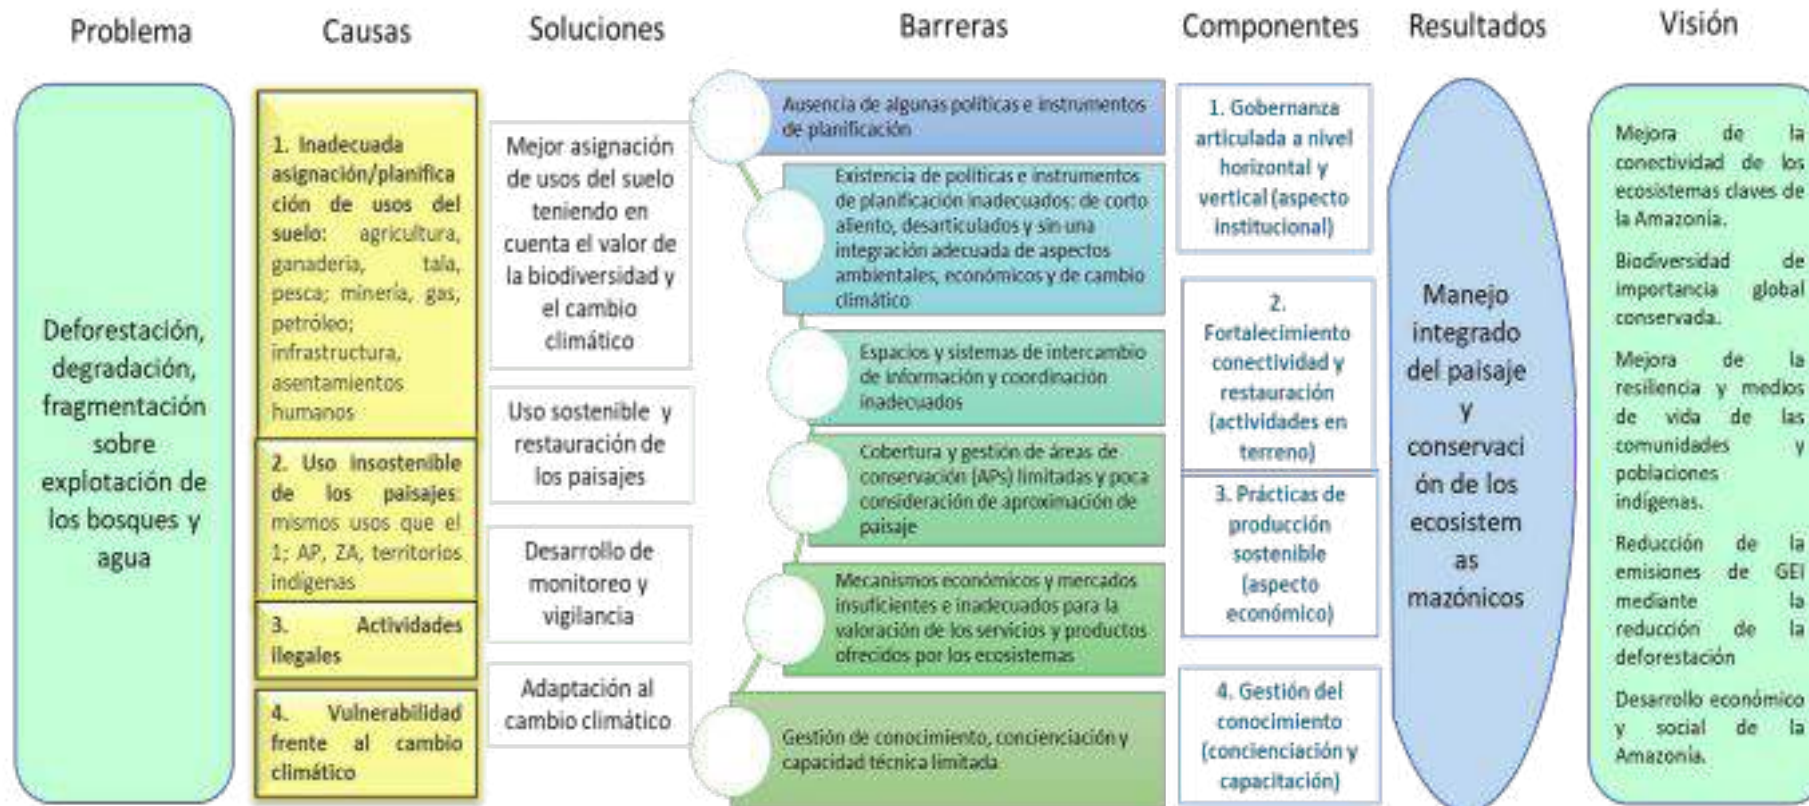 Problema
Causas
Soluciones
Barreras
Componentes
Resultados
Visión
Deforestación,
degradación,
fragmentación
sobre
explotación de
los bosques y
agua
1. Inadecuada
asignación/planifica
ción de usos del
suelo: agricultura,
ganadería, tala,
pesca; minería, gas,
petróleo;
infrastructura,
asentamientos
humanos
2. Uso insostenible
de los paisajes:
mismos usos que el
1; AP, ZA, territorios
indígenas
3. Actividades
ilegales
4. Vulnerabilidad
frente al cambio
climático
Mejor asignación
de usos del suelo
teniendo en
cuenta el valor de
la biodiversidad y
el cambio
climático
Uso sostenible y
restauración de
los paisajes
Desarrollo de
monitoreo y
vigilancia
Adaptación al
cambio climático
Ausencia de algunas políticas e instrumentos
de planificación
Existencia de políticas e instrumentos
de planificación inadecuados: de corto
aliento, desarticulados y sin una
integración adecuada de aspectos
ambientales, económicos y de cambio
climático
Espacios y sistemas de intercambio
de información y coordinación
inadecuados
Cobertura y gestión de áreas de
conservación (APs) limitadas y poca
consideración de aproximación de
paisaje
Mecanismos económicos y mercados
insuficientes e inadecuados para la
valoración de los servicios y productos
ofrecidos por los ecosistemas
Gestión de conocimiento, concienciación y
capacidad técnica limitada
1. Gobernanza
articulada a nivel
horizontal y
vertical (aspecto
institucional)
2.
Fortalecimiento
conectividad y
restauración
(actividades en
terreno)
3. Prácticas de
producción
sostenible
(aspecto
económico)
4. Gestión del
conocimiento
(concienciación y
capacitación)
Manejo
integrado
del paisaje
y
conservaci
ón de los
ecosistem
as
mazónicos
Mejora de la
conectividad de los
ecosistemas claves de
la Amazonía.
Biodiversidad de
importancia global
conservada.
Mejora de la
resiliencia y medios
de vida de las
comunidades y
poblaciones
indígenas.
Reducción de la
emisiones de GEI
mediante la
reducción de la
deforestación
Desarrollo económico
y social de la
Amazonía.